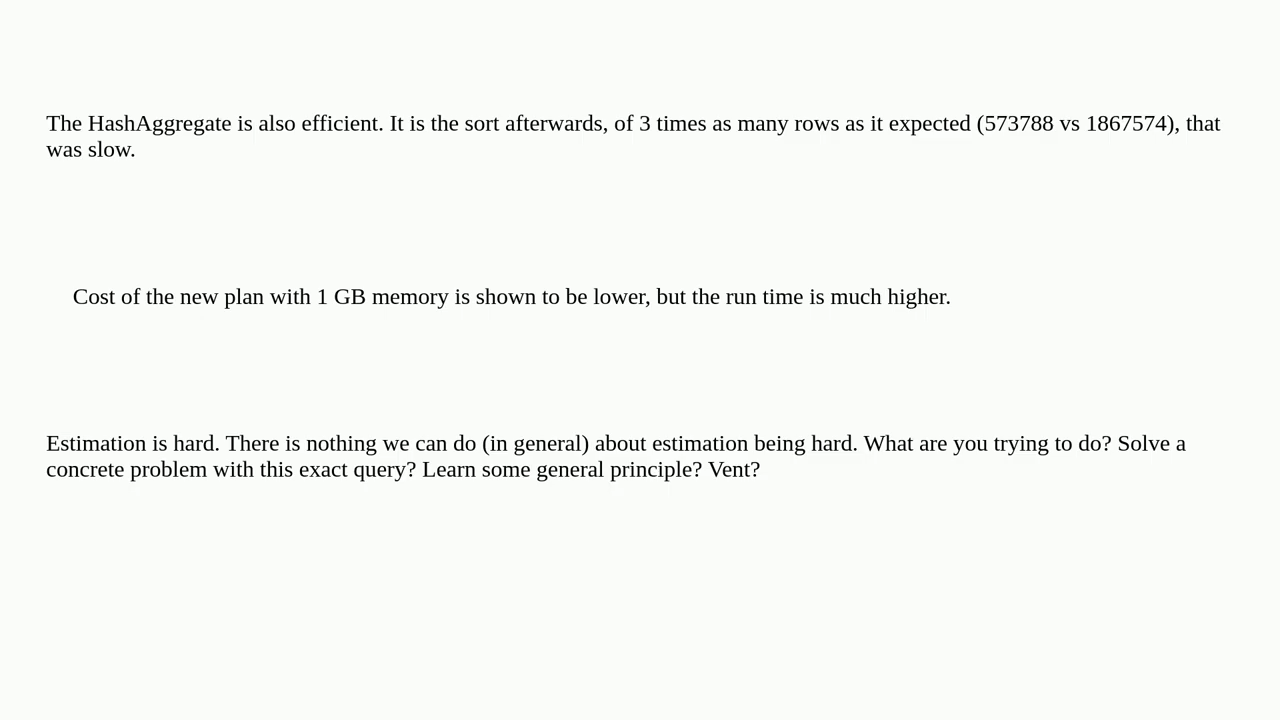 The HashAggregate is also efficient. It is the sort afterwards, of 3 times as many rows as it expected (573788 vs 1867574), that
was slow.
Cost of the new plan with 1 GB memory is shown to be lower, but the run time is much higher.
Estimation is hard. There is nothing we can do (in general) about estimation being hard. What are you trying to do? Solve a
concrete problem with this exact query? Learn some general principle? Vent?